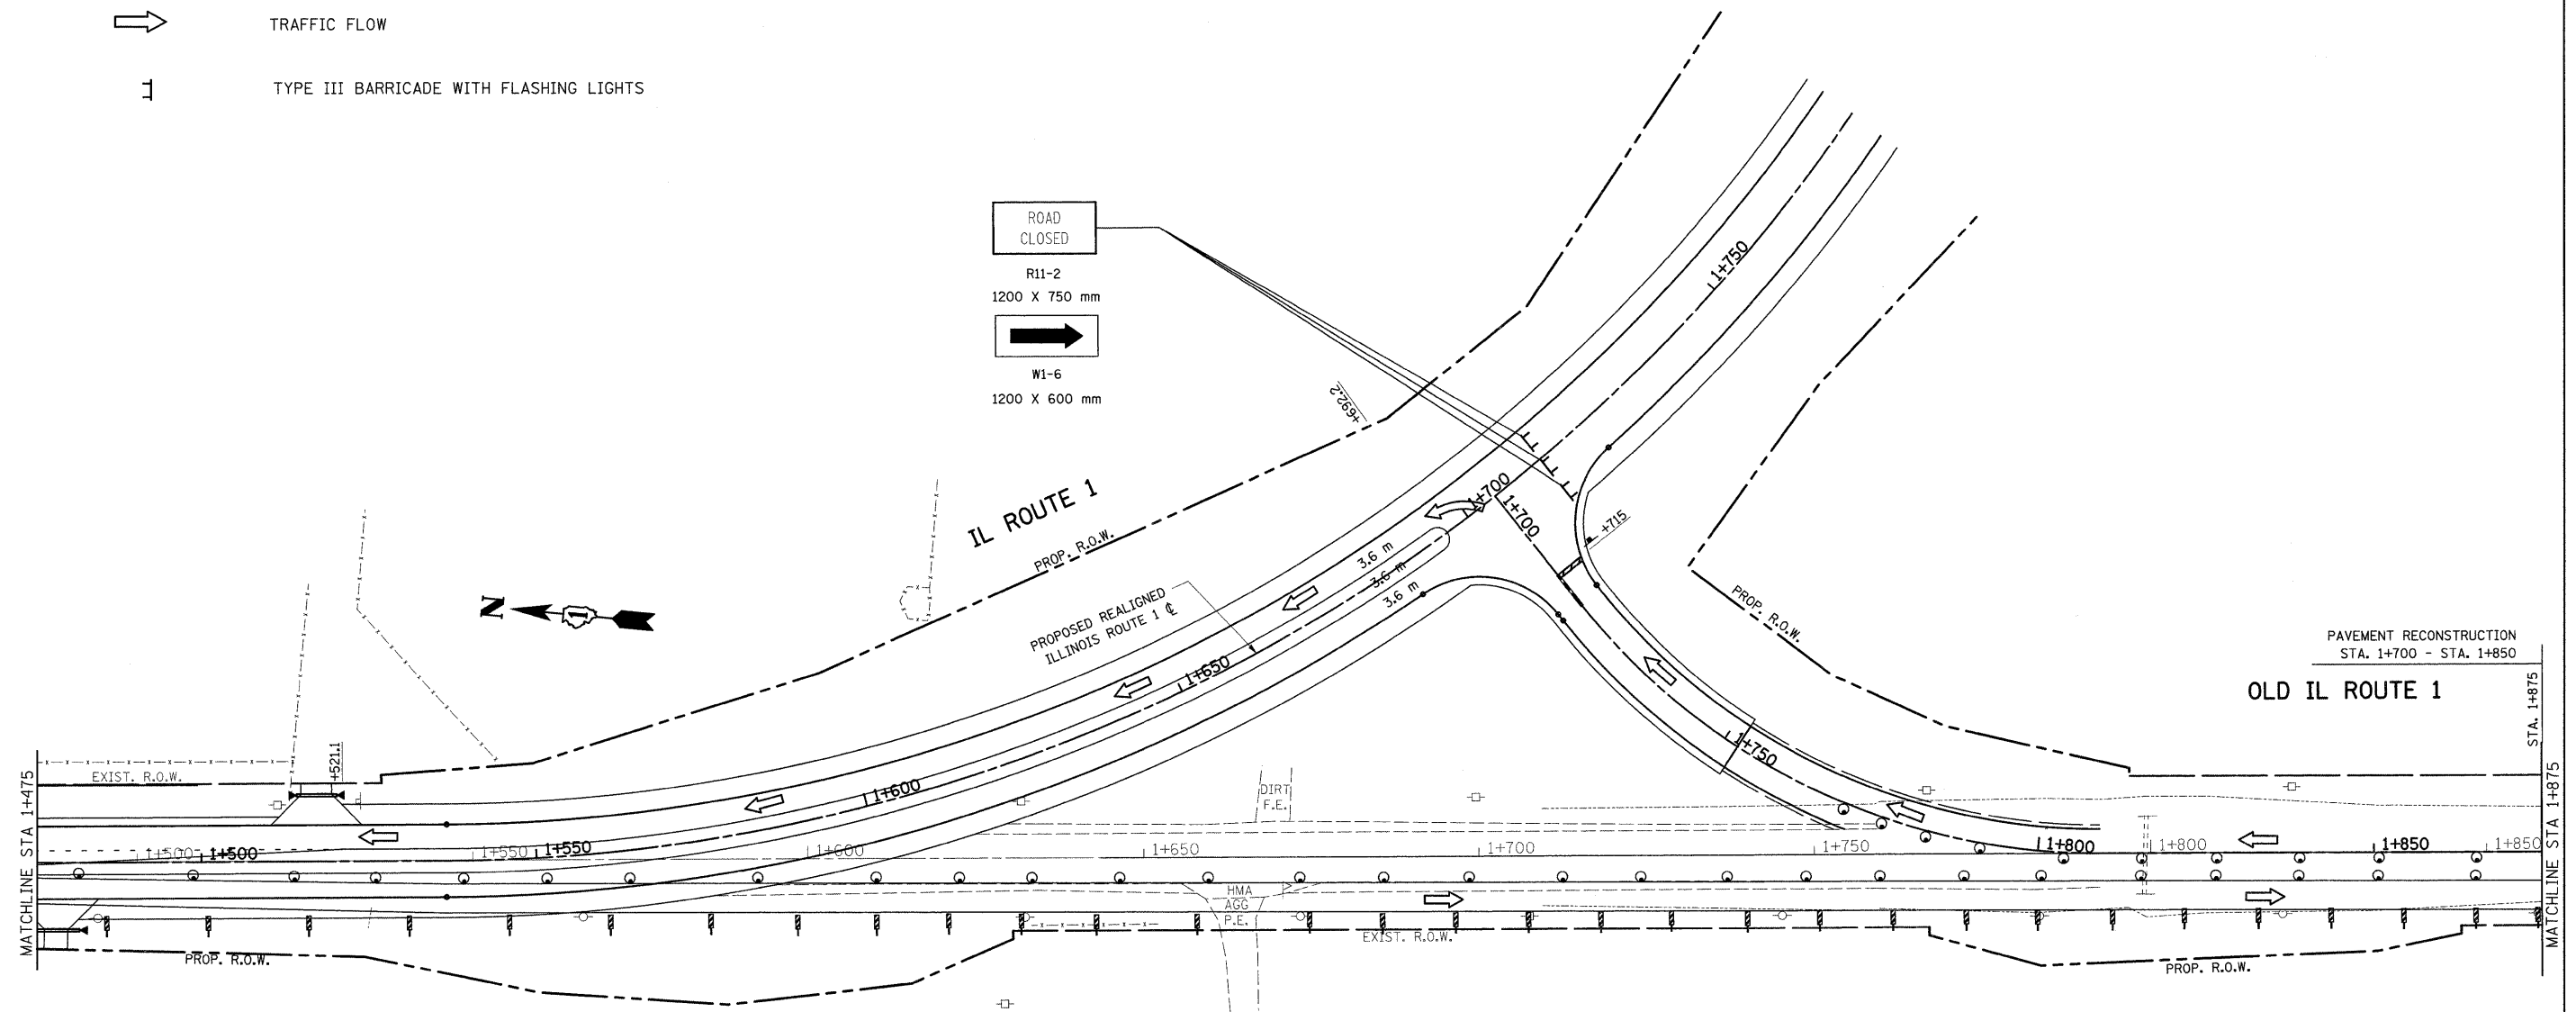 TRAFFIC FLOW
TYPE III BARRICADE WITH FLASHING LIGHTS
ROAD
CLOSED
R11-2
1200 X 750 mm
W1-6
1200 X 600 mm
1+750
+692.2
IL ROUTE 1
PROP. R.O.W.
1+700
1+700
+715
3.6 m
3.6 m
3.6 m
PROPOSED REALIGNED
ILLINOIS ROUTE 1 ℄
N
1
1+650
PROP. R.O.W.
PAVEMENT RECONSTRUCTION
STA. 1+700 - STA. 1+850
OLD IL ROUTE 1
STA. 1+875
MATCHLINE STA 1+875
1+750
MATCHLINE STA 1+475
EXIST. R.O.W.
+521.1
1+600
DIRT
F.E.
1+500
1+500
1+550
1+550
1+600
1+650
1+700
1+750
1+800
1+800
1+850
1+850
HMA
AGG
P.E.
EXIST. R.O.W.
PROP. R.O.W.
PROP. R.O.W.